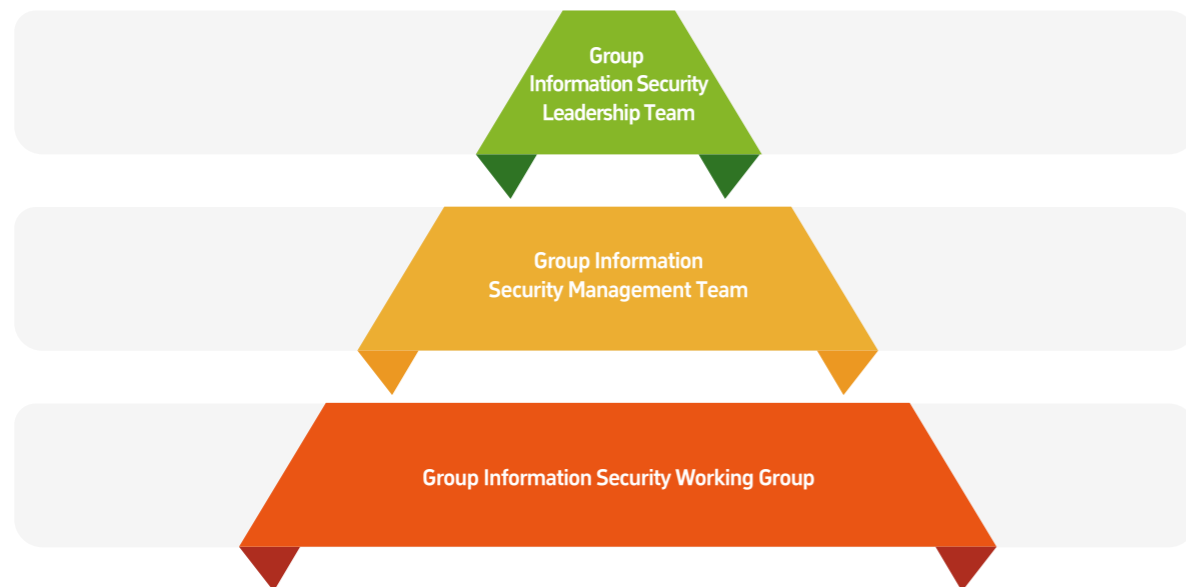 Group
Information Security
Leadership Team
Group Information
Security Management Team
Group Information Security Working Group